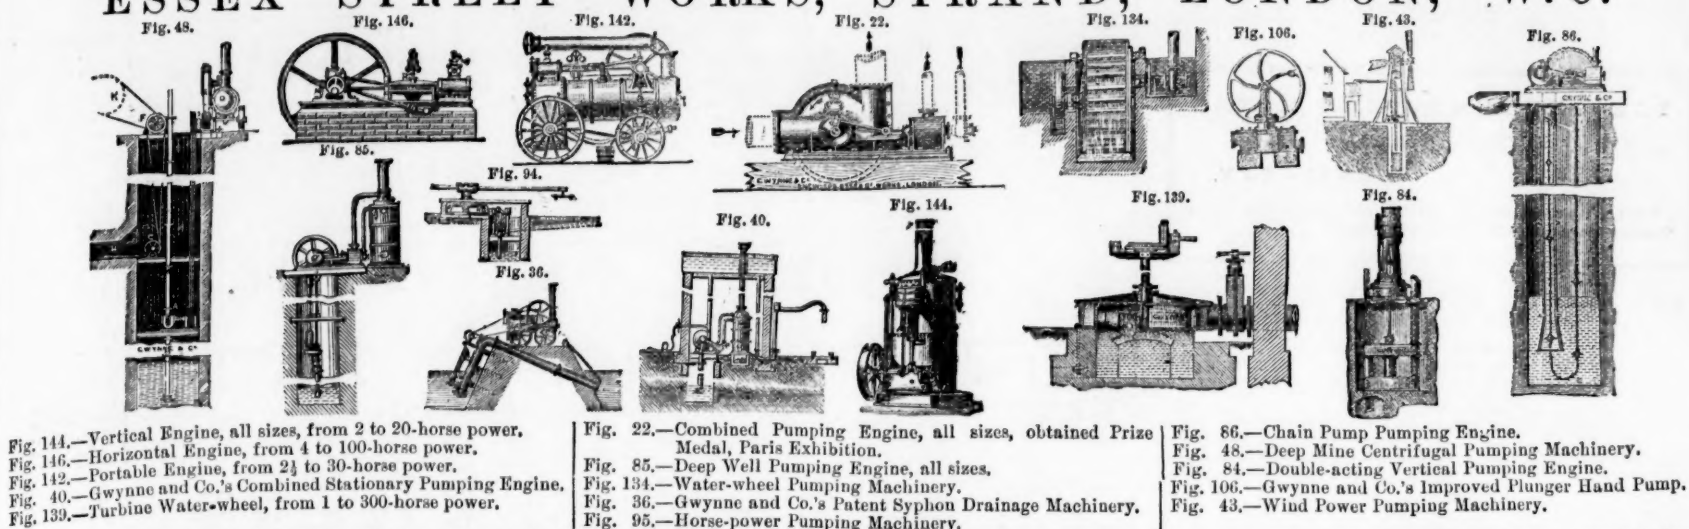 ESSEX STREET WORKS, STRAND, LONDON, W.C.
Fig. 48.
Fig. 146.
Fig. 142.
Fig. 22.
Fig. 134.
Fig. 106.
Fig. 43.
Fig. 86.
K
GWYNNE & Co
Fig. 85.
Fig. 94.
GWYNNE & Co
Fig. 40.
Fig. 144.
Fig. 139.
Fig. 84.
Fig. 36.
GWYNNE & Co
Fig. 144.—Vertical Engine, all sizes, from 2 to 20-horse power.
Fig. 146.—Horizontal Engine, from 4 to 100-horse power.
Fig. 142.—Portable Engine, from 2½ to 30-horse power.
Fig. 40.—Gwynne and Co.'s Combined Stationary Pumping Engine.
Fig. 139.—Turbine Water-wheel, from 1 to 300-horse power.
Fig. 22.—Combined Pumping Engine, all sizes, obtained Prize
Medal, Paris Exhibition.
Fig. 85.—Deep Well Pumping Engine, all sizes.
Fig. 134.—Water-wheel Pumping Machinery.
Fig. 36.—Gwynne and Co.'s Patent Syphon Drainage Machinery.
Fig. 95.—Horse-power Pumping Machinery.
Fig. 86.—Chain Pump Pumping Engine.
Fig. 48.—Deep Mine Centrifugal Pumping Machinery.
Fig. 84.—Double-acting Vertical Pumping Engine.
Fig. 106.—Gwynne and Co.'s Improved Plunger Hand Pump.
Fig. 43.—Wind Power Pumping Machinery.